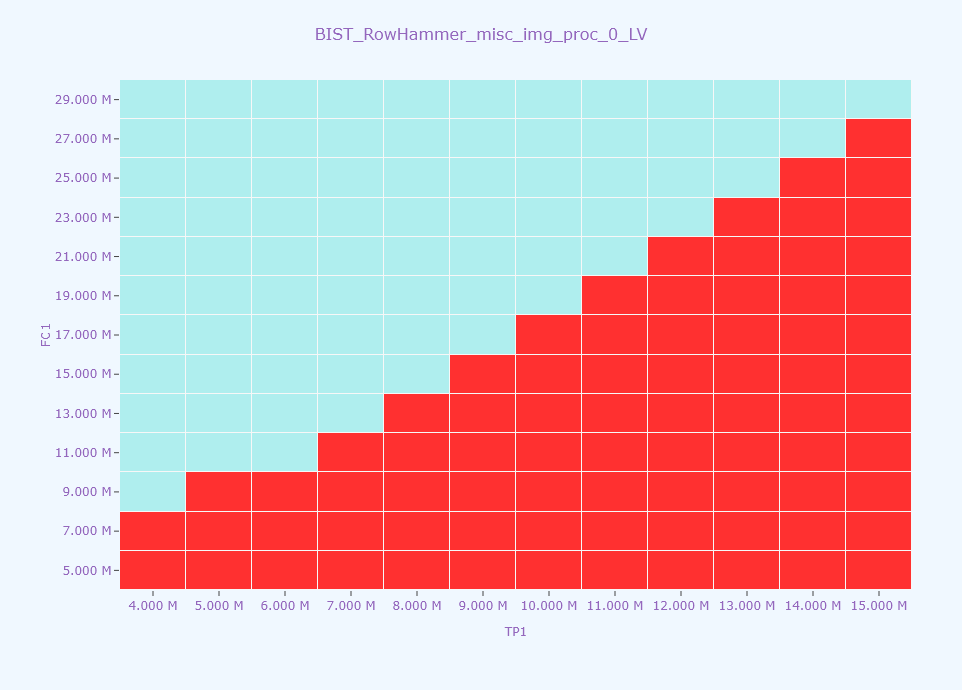 BIST_RowHammer_misc_img_proc_0_LV
29.000 M
27.000 M
25.000 M
23.000 M
21.000 M
19.000 M
17.000 M
15.000 M
13.000 M
11.000 M
9.000 M
7.000 M
5.000 M
FC1
4.000 M 5.000 M 6.000 M 7.000 M 8.000 M 9.000 M 10.000 M 11.000 M 12.000 M 13.000 M 14.000 M 15.000 M
TP1